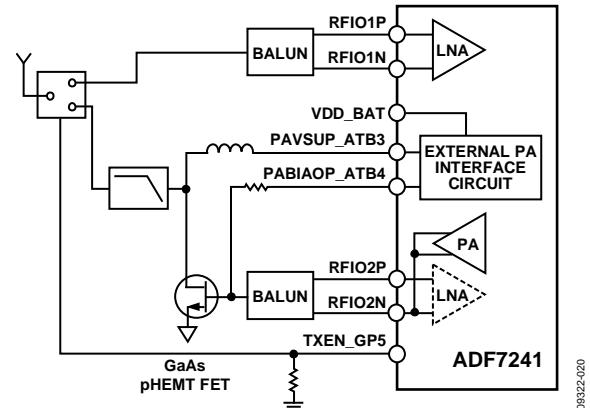 RFIO1P
BALUN
RFIO1N
LNA
VDD_BAT
PAVSUP_ATB3
EXTERNAL PA
INTERFACE
CIRCUIT
PABIAOP_ATB4
PA
RFIO2P
BALUN
LNA
RFIO2N
TXEN_GP5
ADF7241
GaAs
pHEMT FET
09322-020